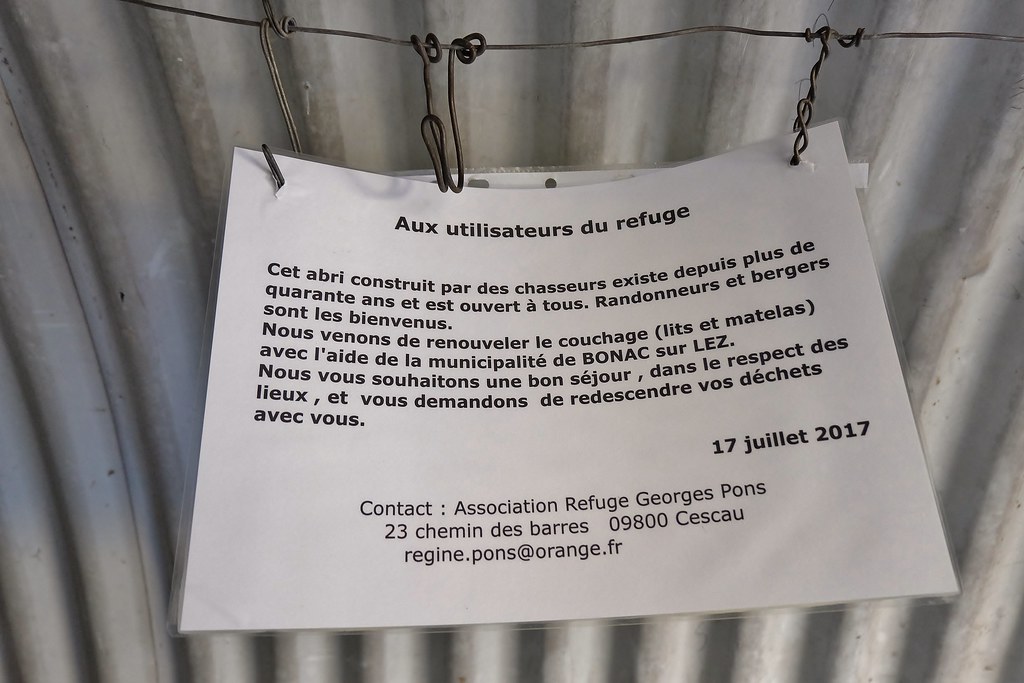 Aux utilisateurs du refuge
Cet abri construit par des chasseurs existe depuis plus de
quarante ans et est ouvert à tous. Randonneurs et bergers
sont les bienvenus.
Nous venons de renouveler le couchage (lits et matelas)
avec l'aide de la municipalité de BONAC sur LEZ.
Nous vous souhaitons une bon séjour , dans le respect des
lieux , et  vous demandons  de redescendre vos déchets
avec vous.
17 juillet 2017
Contact : Association Refuge Georges Pons
23 chemin des barres   09800 Cescau
regine.pons@orange.fr